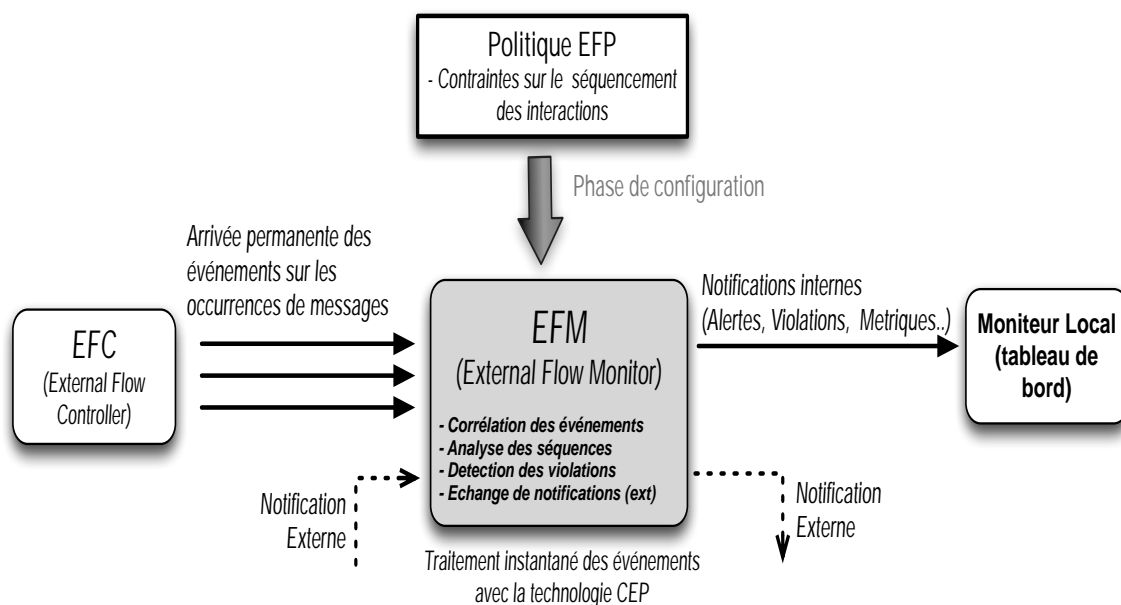 Politique EFP
- Contraintes sur le séquencement
des interactions
Phase de configuration
Arrivée permanente des
événements sur les
occurrences de messages
EFC
(External Flow
Controller)
EFM
(External Flow Monitor)
- Corrélation des événements
- Analyse des séquences
- Detection des violations
- Echange de notifications (ext)
Notifications internes
(Alertes, Violations, Metriques..)
Moniteur Local
(tableau de
bord)
Notification
Externe
Notification
Externe
Traitement instantané des événements
avec la technologie CEP